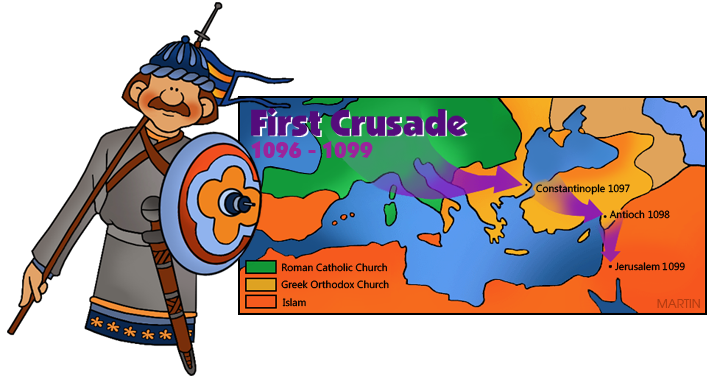 First Crusade
1096 - 1099
Constantinople 1097
Antioch 1098
Jerusalem 1099
Roman Catholic Church
Greek Orthodox Church
Islam
MARTIN